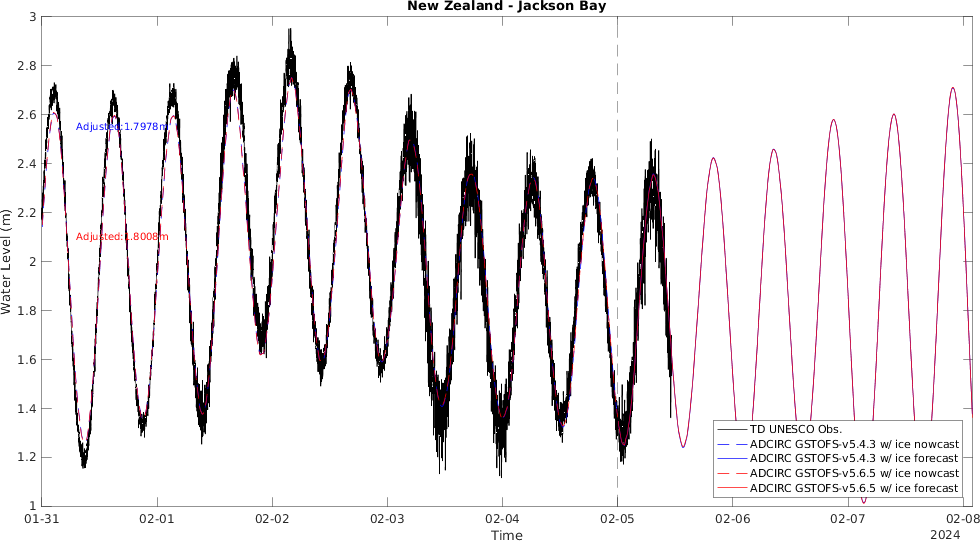 New Zealand - Jackson Bay
3
2.8
2.6
2.4
2.2
2
1.8
1.6
1.4
1.2
1
Water Level (m)
Adjusted:1.7978m
Adjusted:1.8008m
TD UNESCO Obs.
ADCIRC GSTOFS-v5.4.3 w/ ice nowcast
ADCIRC GSTOFS-v5.4.3 w/ ice forecast
ADCIRC GSTOFS-v5.6.5 w/ ice nowcast
ADCIRC GSTOFS-v5.6.5 w/ ice forecast
01-31 02-01 02-02 02-03 02-04 02-05 02-06 02-07 02-08
Time
2024